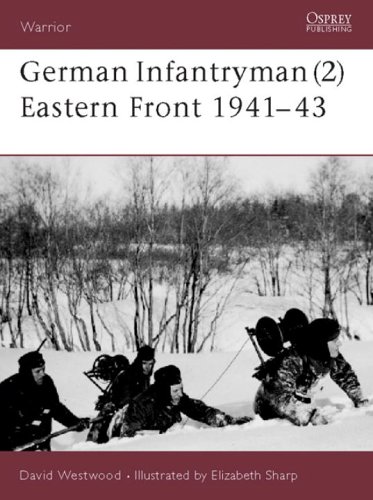 Warrior
OSPREY
PUBLISHING
German Infantryman (2)
Eastern Front 1941–43
David Westwood • Illustrated by Elizabeth Sharp